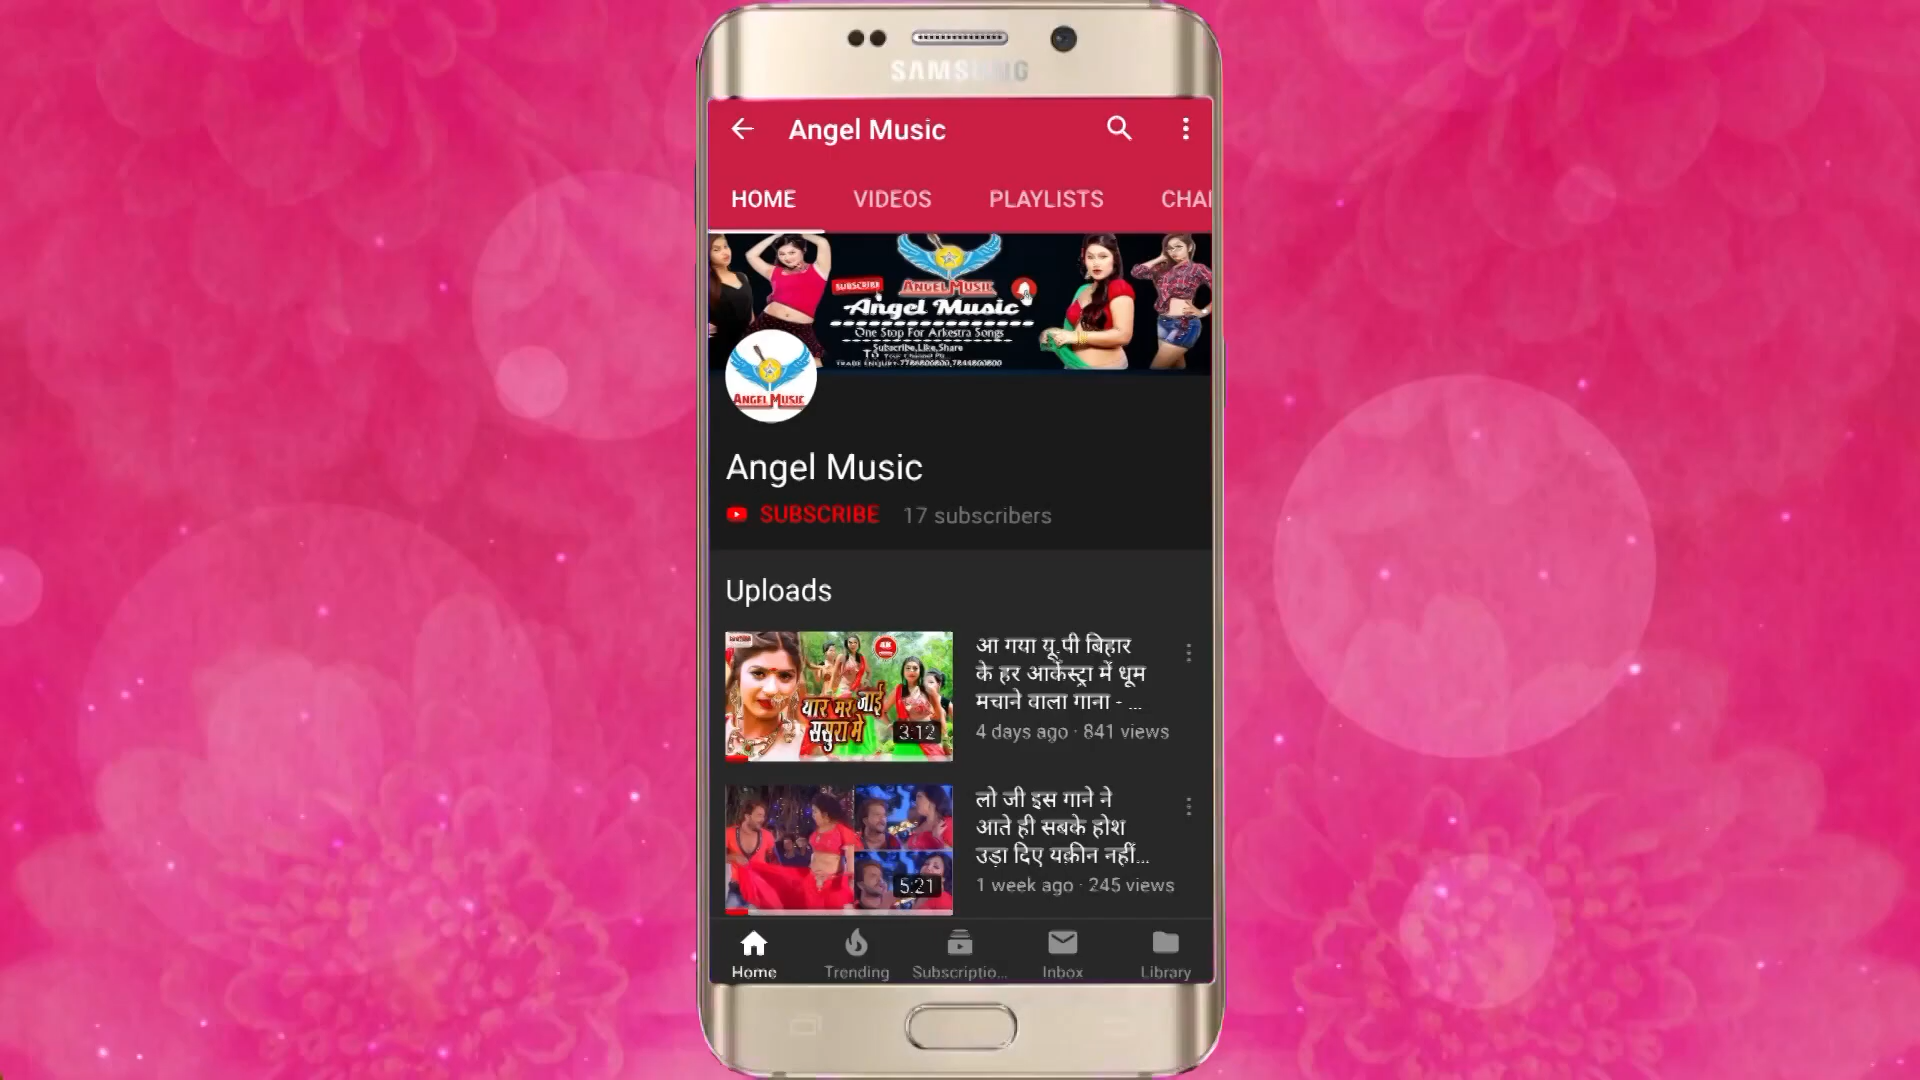 SAMSUNG
Angel Music
HOME VIDEOS PLAYLISTS CHA
SUBSCRIBE
ANGEL MUSIC
Angel Music
One Stop For Arkestra Songs
Subscribe,Like,Share
ANGEL MUSIC
Angel Music
SUBSCRIBE 17 subscribers
Uploads
4K
यार मर जाई
ससुरा मे
3:12
आ गया यू.पी बिहार
के हर आर्केस्ट्रा में धूम
मचाने वाला गाना - ...
4 days ago · 841 views
5:21
लो जी इस गाने ने
आते ही सबके होश
उड़ा दिए यक़ीन नहीं...
1 week ago · 245 views
Home Trending Subscriptio... Inbox Library